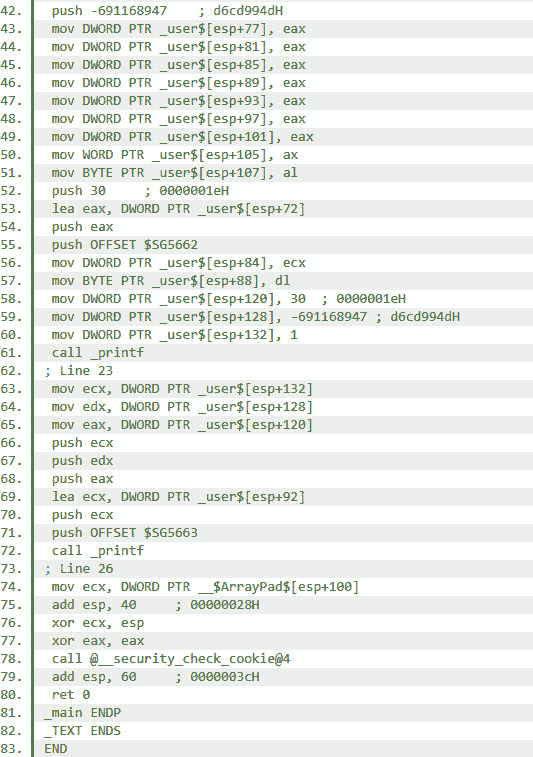 42. push -691168947 ; d6cd994dH
43. mov DWORD PTR _user$[esp+77], eax
44. mov DWORD PTR _user$[esp+81], eax
45. mov DWORD PTR _user$[esp+85], eax
46. mov DWORD PTR _user$[esp+89], eax
47. mov DWORD PTR _user$[esp+93], eax
48. mov DWORD PTR _user$[esp+97], eax
49. mov DWORD PTR _user$[esp+101], eax
50. mov WORD PTR _user$[esp+105], ax
51. mov BYTE PTR _user$[esp+107], al
52. push 30 ; 0000001eH
53. lea eax, DWORD PTR _user$[esp+72]
54. push eax
55. push OFFSET $SG5662
56. mov DWORD PTR _user$[esp+84], ecx
57. mov BYTE PTR _user$[esp+88], dl
58. mov DWORD PTR _user$[esp+120], 30 ; 0000001eH
59. mov DWORD PTR _user$[esp+128], -691168947 ; d6cd994dH
60. mov DWORD PTR _user$[esp+132], 1
61. call _printf
62. ; Line 23
63. mov ecx, DWORD PTR _user$[esp+132]
64. mov edx, DWORD PTR _user$[esp+128]
65. mov eax, DWORD PTR _user$[esp+120]
66. push ecx
67. push edx
68. push eax
69. lea ecx, DWORD PTR _user$[esp+92]
70. push ecx
71. push OFFSET $SG5663
72. call _printf
73. ; Line 26
74. mov ecx, DWORD PTR __$ArrayPad$[esp+100]
75. add esp, 40 ; 00000028H
76. xor ecx, esp
77. xor eax, eax
78. call @__security_check_cookie@4
79. add esp, 60 ; 0000003cH
80. ret 0
81. _main ENDP
82. _TEXT ENDS
83. END